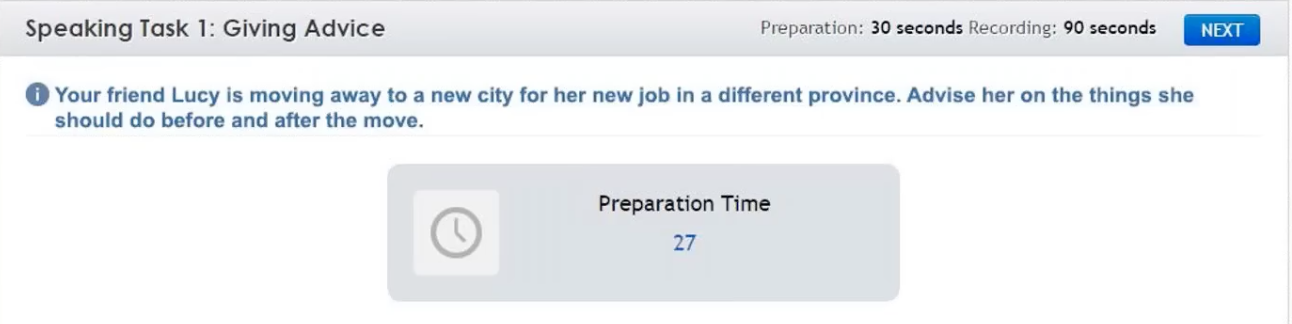 Speaking Task 1: Giving Advice
Preparation: 30 seconds Recording: 90 seconds
NEXT
Your friend Lucy is moving away to a new city for her new job in a different province. Advise her on the things she
should do before and after the move.
Preparation Time
27